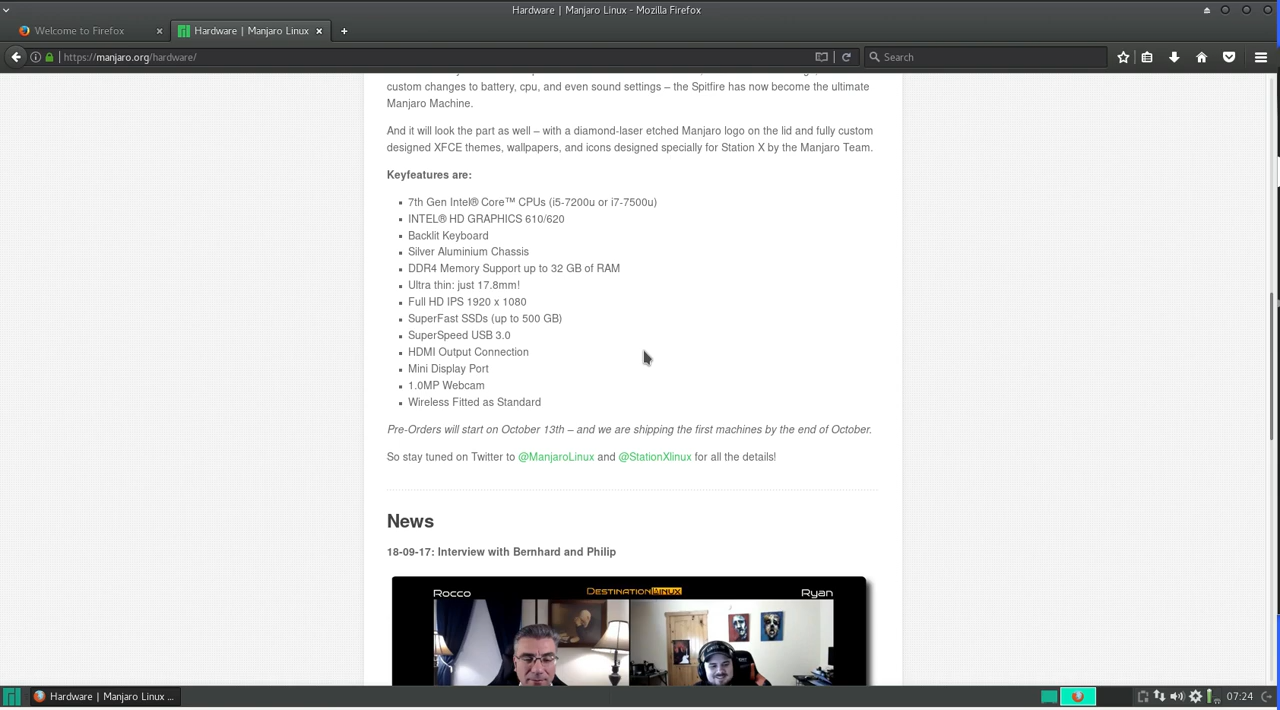 Hardware | Manjaro Linux - Mozilla Firefox
Welcome to Firefox
Hardware | Manjaro Linux
https://manjaro.org/hardware/
Search
custom changes to battery, cpu, and even sound settings – the Spitfire has now become the ultimate
Manjaro Machine.
And it will look the part as well – with a diamond-laser etched Manjaro logo on the lid and fully custom
designed XFCE themes, wallpapers, and icons designed specially for Station X by the Manjaro Team.
Keyfeatures are:
7th Gen Intel® Core™ CPUs (i5-7200u or i7-7500u)
INTEL® HD GRAPHICS 610/620
Backlit Keyboard
Silver Aluminium Chassis
DDR4 Memory Support up to 32 GB of RAM
Ultra thin: just 17.8mm!
Full HD IPS 1920 x 1080
SuperFast SSDs (up to 500 GB)
SuperSpeed USB 3.0
HDMI Output Connection
Mini Display Port
1.0MP Webcam
Wireless Fitted as Standard
Pre-Orders will start on October 13th – and we are shipping the first machines by the end of October.
So stay tuned on Twitter to @ManjaroLinux and @StationXlinux for all the details!
News
18-09-17: Interview with Bernhard and Philip
Rocco
DESTINATION LINUX
Ryan
Hardware | Manjaro Linux ...
07:24